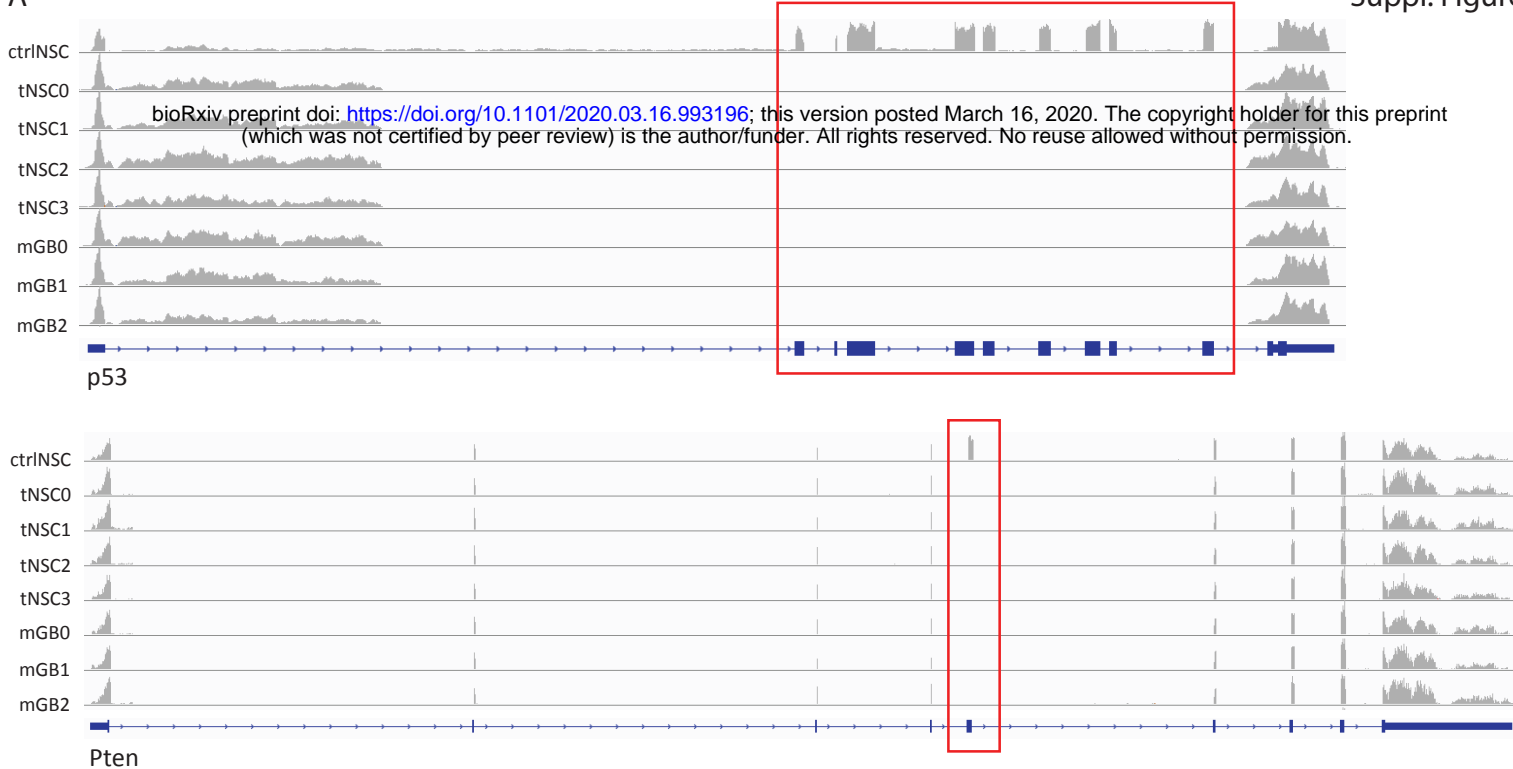 A
Suppl. Figure
ctrlNSC
tNSC0
bioRxiv preprint doi: https://doi.org/10.1101/2020.03.16.993196; this version posted March 16, 2020. The copyright holder for this preprint
tNSC1
(which was not certified by peer review) is the author/funder. All rights reserved. No reuse allowed without permission.
tNSC2
tNSC3
mGB0
mGB1
mGB2
p53
ctrlNSC
tNSC0
tNSC1
tNSC2
tNSC3
mGB0
mGB1
mGB2
Pten